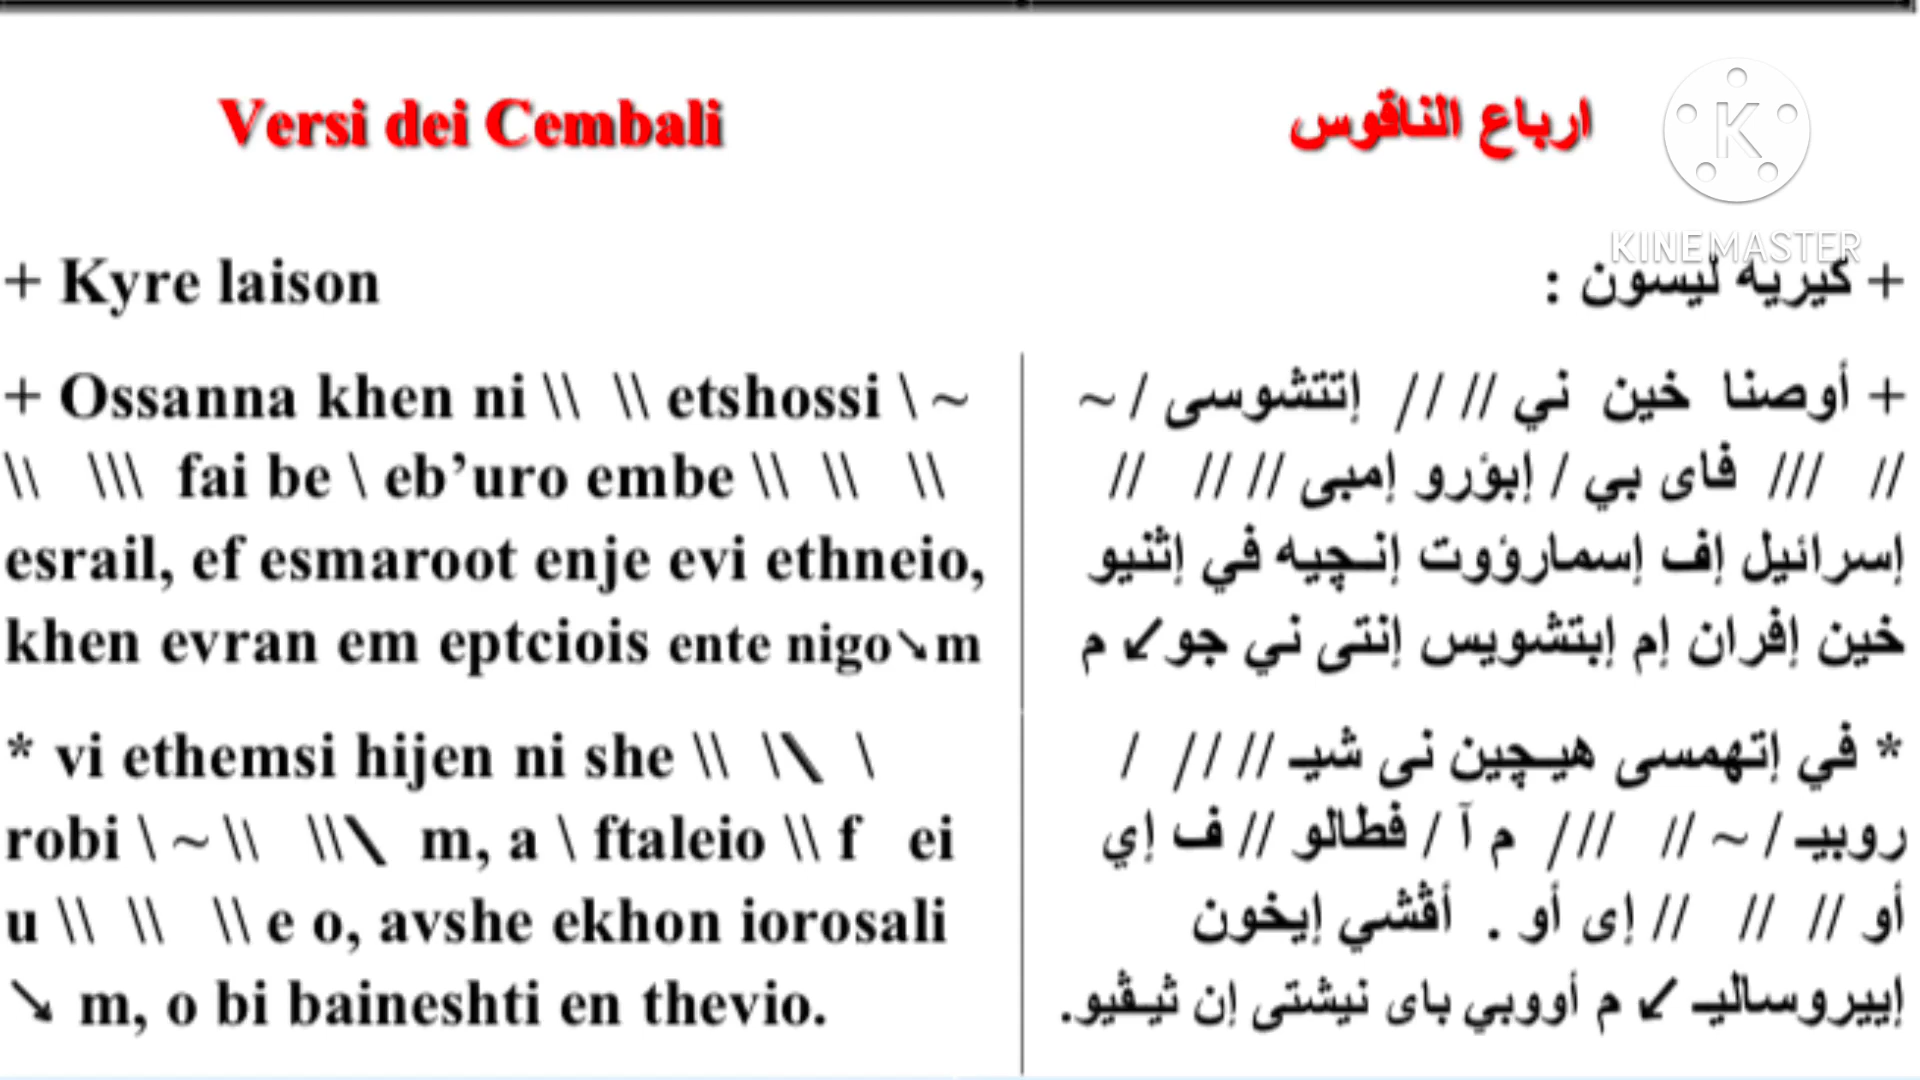 Versi dei Cembali
ارباع الناقوس
K
KINEMASTER
+ Kyre laison
+ Ossanna khen ni \\ \\ etshossi \ ~
\\ \\\ fai be \ eb’uro embe \\ \\ \\
esrail, ef esmaroot enje evi ethneio,
khen evran em eptciois ente nigo↘m
* vi ethemsi hijen ni she \\ \\ \
robi \ ~ \\ \\\ m, a \ ftaleio \\ f ei
u \\ \\ \\ e o, avshe ekhon iorosali
↘ m, o bi baineshti en thevio.
+ كيريه ليسون :
+ أوصنا خين ني // // إتتشوسى / ~
// /// فاى بي / إبؤرو إمبى // // //
إسرائيل إف إسمارؤوت إنـچيه في إثنيو
خين إفران إم إبتشويس إنتى ني جو↙ م
* في إتهمسى هيـچين نى شيـ // // /
روبيـ / ~ // /// م آ / فطالو // ف إي
أو // // // إى أو . أڤشي إيخون
إييروساليـ ↙ م أووبي باى نيشتى إن ثيـڤيو.